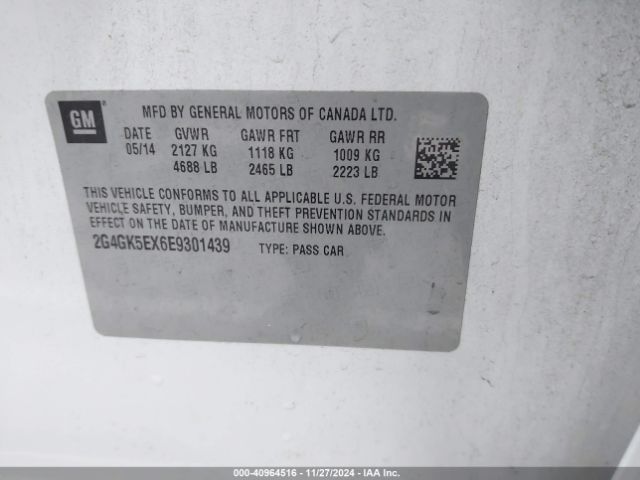 GM
MFD BY GENERAL MOTORS OF CANADA LTD.
DATE GVWR GAWR FRT GAWR RR
05/14 2127 KG 1118 KG 1009 KG
4688 LB 2465 LB 2223 LB
THIS VEHICLE CONFORMS TO ALL APPLICABLE U.S. FEDERAL MOTOR
VEHICLE SAFETY, BUMPER, AND THEFT PREVENTION STANDARDS IN
EFFECT ON THE DATE OF MANUFACTURE SHOWN ABOVE.
2G4GK5EX6E9301439 TYPE: PASS CAR
000-40964516 - 11/27/2024 - IAA Inc.